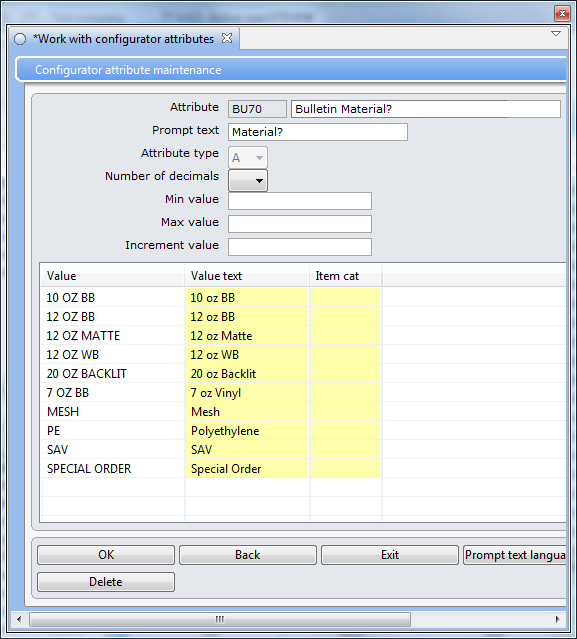 *Work with configurator attributes
Configurator attribute maintenance
Attribute BU70 Bulletin Material?
Prompt text Material?
Attribute type A
Number of decimals
Min value
Max value
Increment value
Value Value text Item cat
10 OZ BB 10 oz BB
12 OZ BB 12 oz BB
12 OZ MATTE 12 oz Matte
12 OZ WB 12 oz WB
20 OZ BACKLIT 20 oz Backlit
7 OZ BB 7 oz Vinyl
MESH Mesh
PE Polyethylene
SAV SAV
SPECIAL ORDER Special Order
OK Back Exit Prompt text langua
Delete